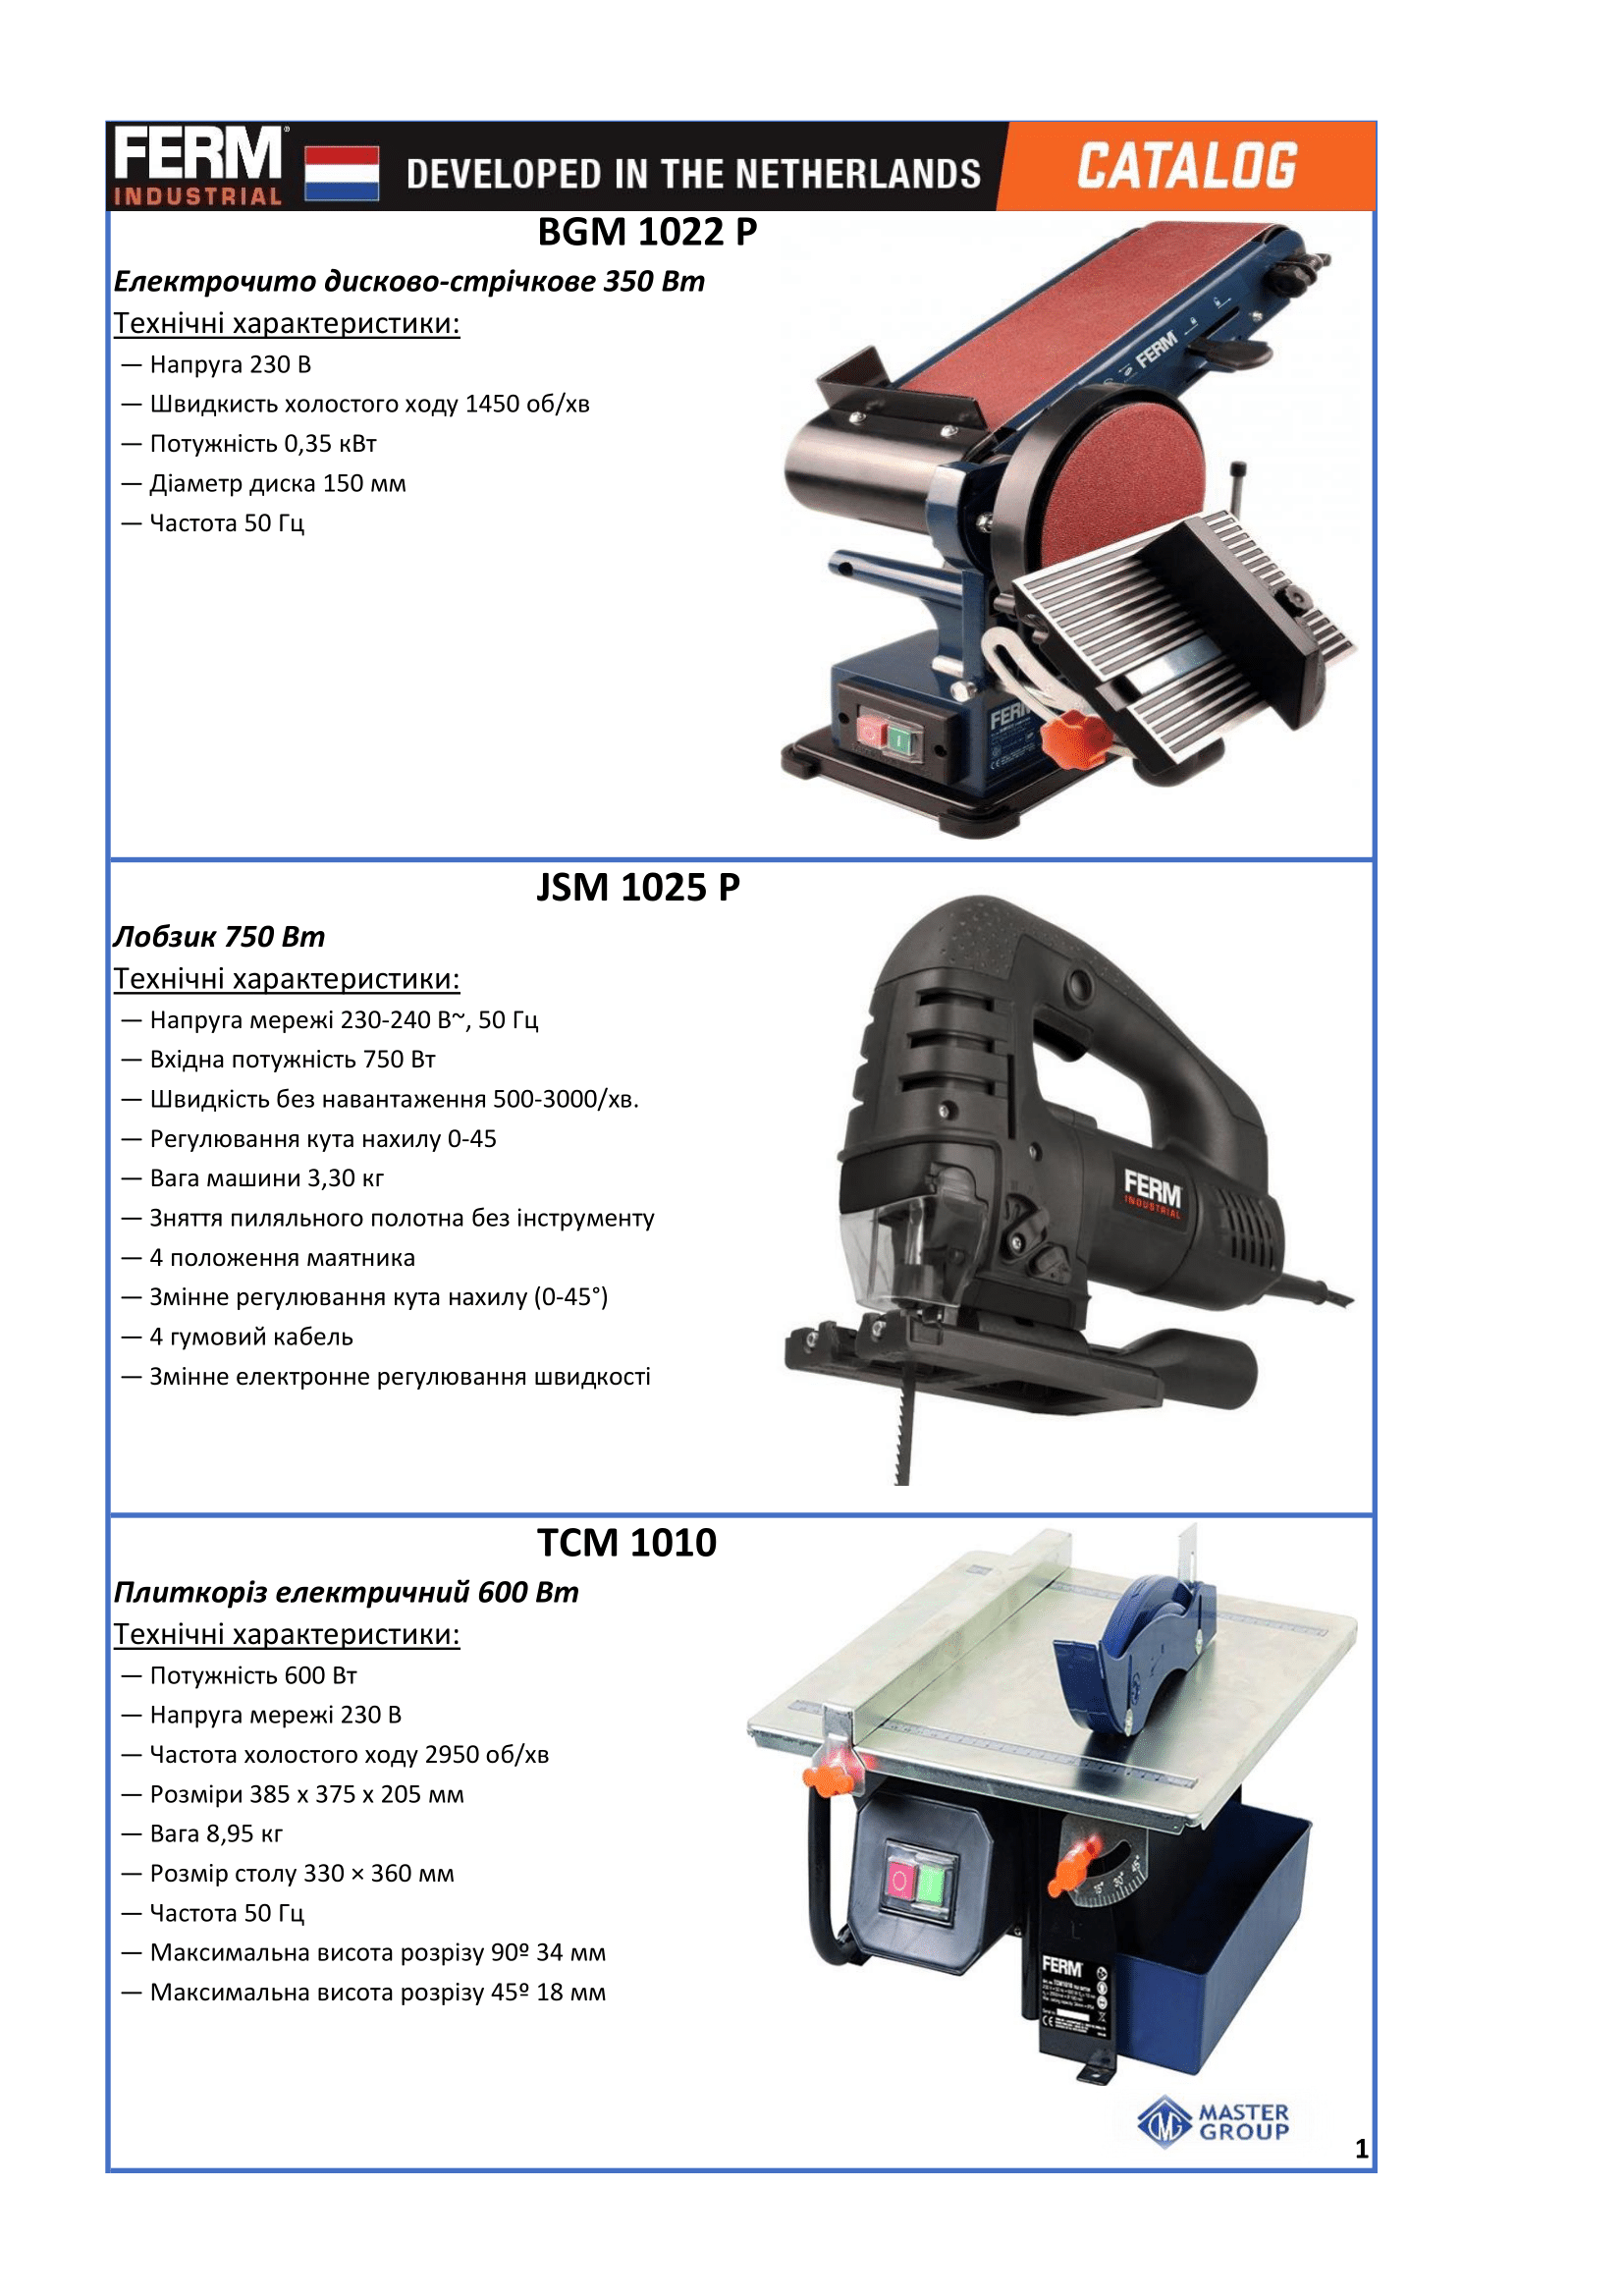 FERM®
INDUSTRIAL
DEVELOPED IN THE NETHERLANDS
CATALOG
BGM 1022 P
Електрочито дисково-стрічкове 350 Вт
Технічні характеристики:
— Напруга 230 В
— Швидкисть холостого ходу 1450 об/хв
— Потужність 0,35 кВт
— Діаметр диска 150 мм
— Частота 50 Гц
FERM
FERM
JSM 1025 P
Лобзик 750 Вт
Технічні характеристики:
— Напруга мережі 230-240 В~, 50 Гц
— Вхідна потужність 750 Вт
— Швидкість без навантаження 500-3000/хв.
— Регулювання кута нахилу 0-45
— Вага машини 3,30 кг
— Зняття пиляльного полотна без інструменту
— 4 положення маятника
— Змінне регулювання кута нахилу (0-45°)
— 4 гумовий кабель
— Змінне електронне регулювання швидкості
FERM
INDUSTRIAL
TCM 1010
Плиткоріз електричний 600 Вт
Технічні характеристики:
— Потужність 600 Вт
— Напруга мережі 230 В
— Частота холостого ходу 2950 об/хв
— Розміри 385 x 375 x 205 мм
— Вага 8,95 кг
— Розмір столу 330 × 360 мм
— Частота 50 Гц
— Максимальна висота розрізу 90º 34 мм
— Максимальна висота розрізу 45º 18 мм
FERM
MASTER
GROUP
1